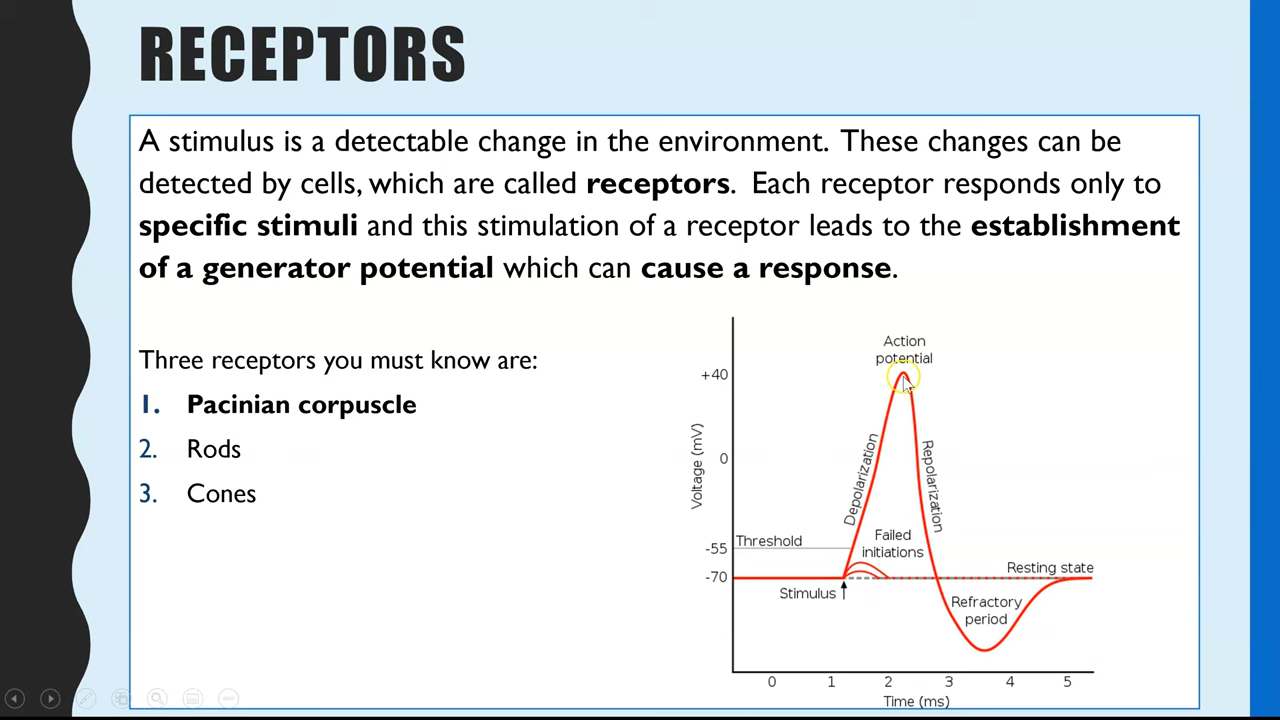 RECEPTORS
A stimulus is a detectable change in the environment. These changes can be
detected by cells, which are called receptors. Each receptor responds only to
specific stimuli and this stimulation of a receptor leads to the establishment
of a generator potential which can cause a response.
Three receptors you must know are:
1. Pacinian corpuscle
2. Rods
3. Cones
Action
potential
+40
Voltage (mV)
0
Depolarization
Repolarization
Failed
initiations
Threshold
-55
-70
Resting state
Stimulus
Refractory
period
0 1 2 3 4 5
Time (ms)